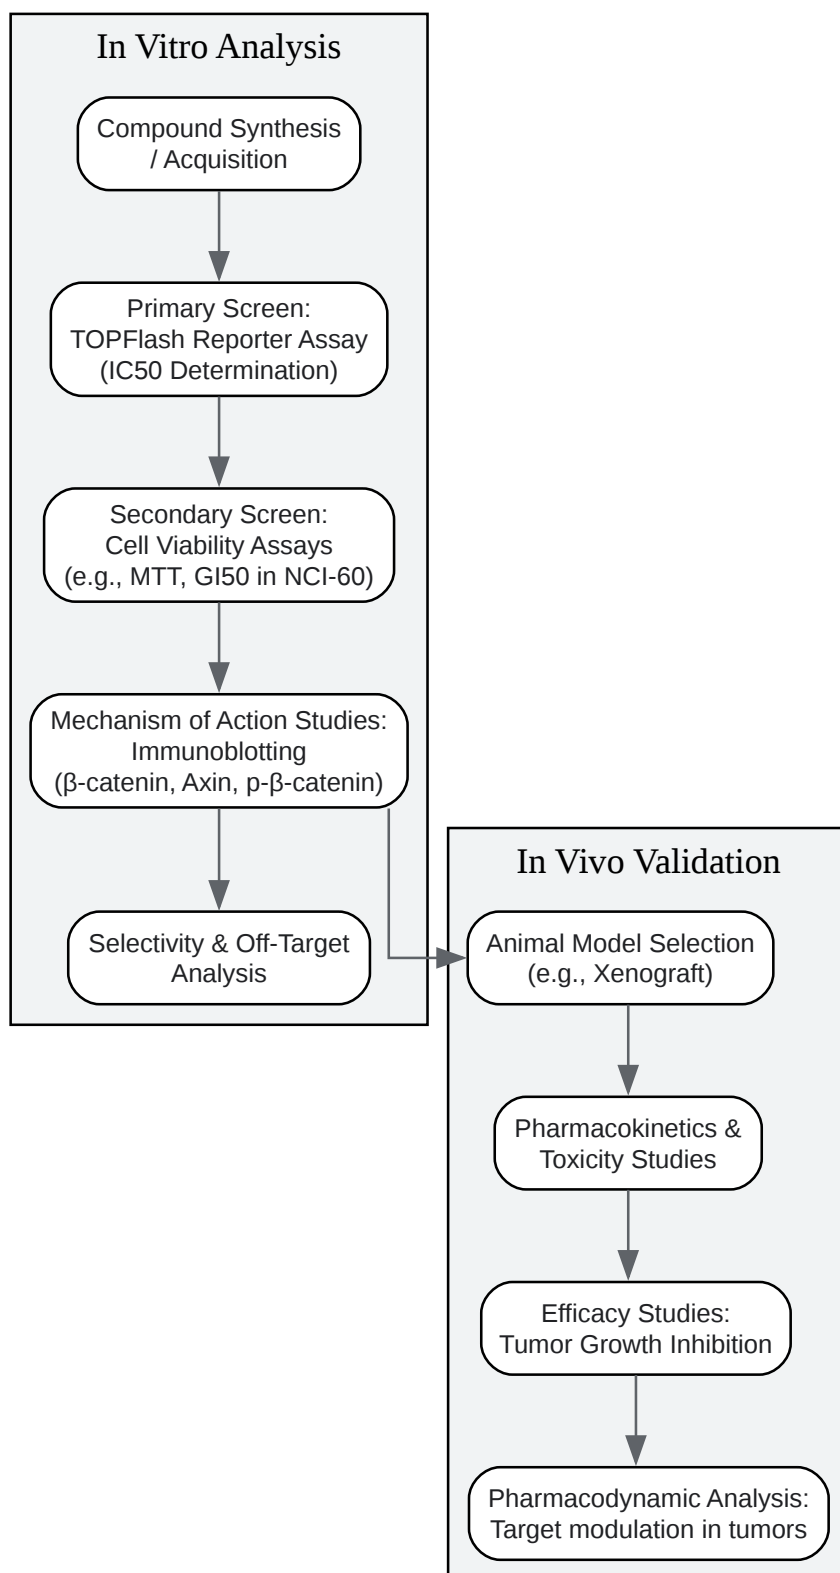 In Vitro Analysis
Compound Synthesis
/ Acquisition
Primary Screen:
TOPFlash Reporter Assay
(IC50 Determination)
Secondary Screen:
Cell Viability Assays
(e.g., MTT, GI50 in NCI-60)
Mechanism of Action Studies:
Immunoblotting
(β-catenin, Axin, p-β-catenin)
Selectivity & Off-Target
Analysis
In Vivo Validation
Animal Model Selection
(e.g., Xenograft)
Pharmacokinetics &
Toxicity Studies
Efficacy Studies:
Tumor Growth Inhibition
Pharmacodynamic Analysis:
Target modulation in tumors